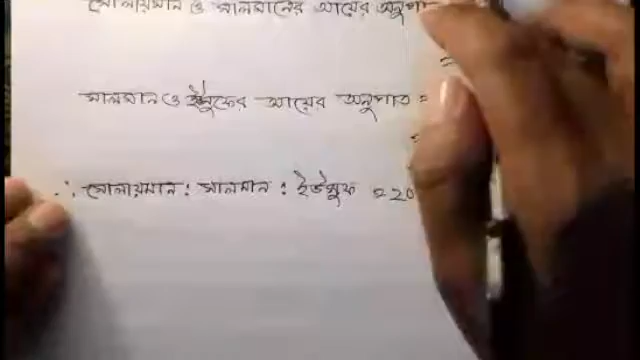 সোলায়মান ও সালমানের আয়ের অনুপাত
=
সালমান ও ইউসুফের আয়ের অনুপাত =
=
∴ সোলায়মান : সালমান : ইউসুফ = 20